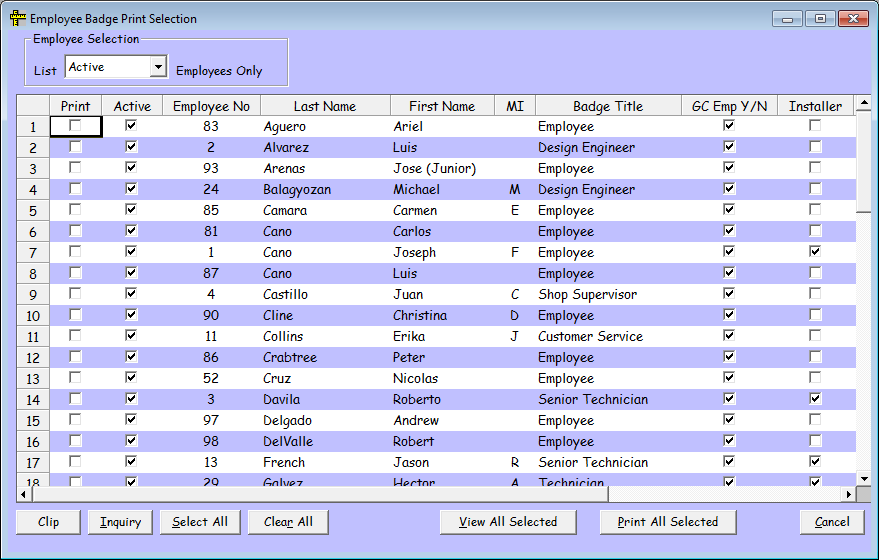 Employee Badge Print Selection
Employee Selection
List Active Employees Only
Print Active Employee No Last Name First Name MI Badge Title GC Emp Y/N Installer
1 83 Aguero Ariel Employee
2 2 Alvarez Luis Design Engineer
3 93 Arenas Jose (Junior) Employee
4 24 Balagyozan Michael M Design Engineer
5 85 Camara Carmen E Employee
6 81 Cano Carlos Employee
7 1 Cano Joseph F Employee
8 87 Cano Luis Employee
9 4 Castillo Juan C Shop Supervisor
10 90 Cline Christina D Employee
11 11 Collins Erika J Customer Service
12 86 Crabtree Peter Employee
13 52 Cruz Nicolas Employee
14 3 Davila Roberto Senior Technician
15 97 Delgado Andrew Employee
16 98 DelValle Robert Employee
17 13 French Jason R Senior Technician
18 29 Galvez Hector A Technician
Clip Inquiry Select All Clear All View All Selected Print All Selected Cancel